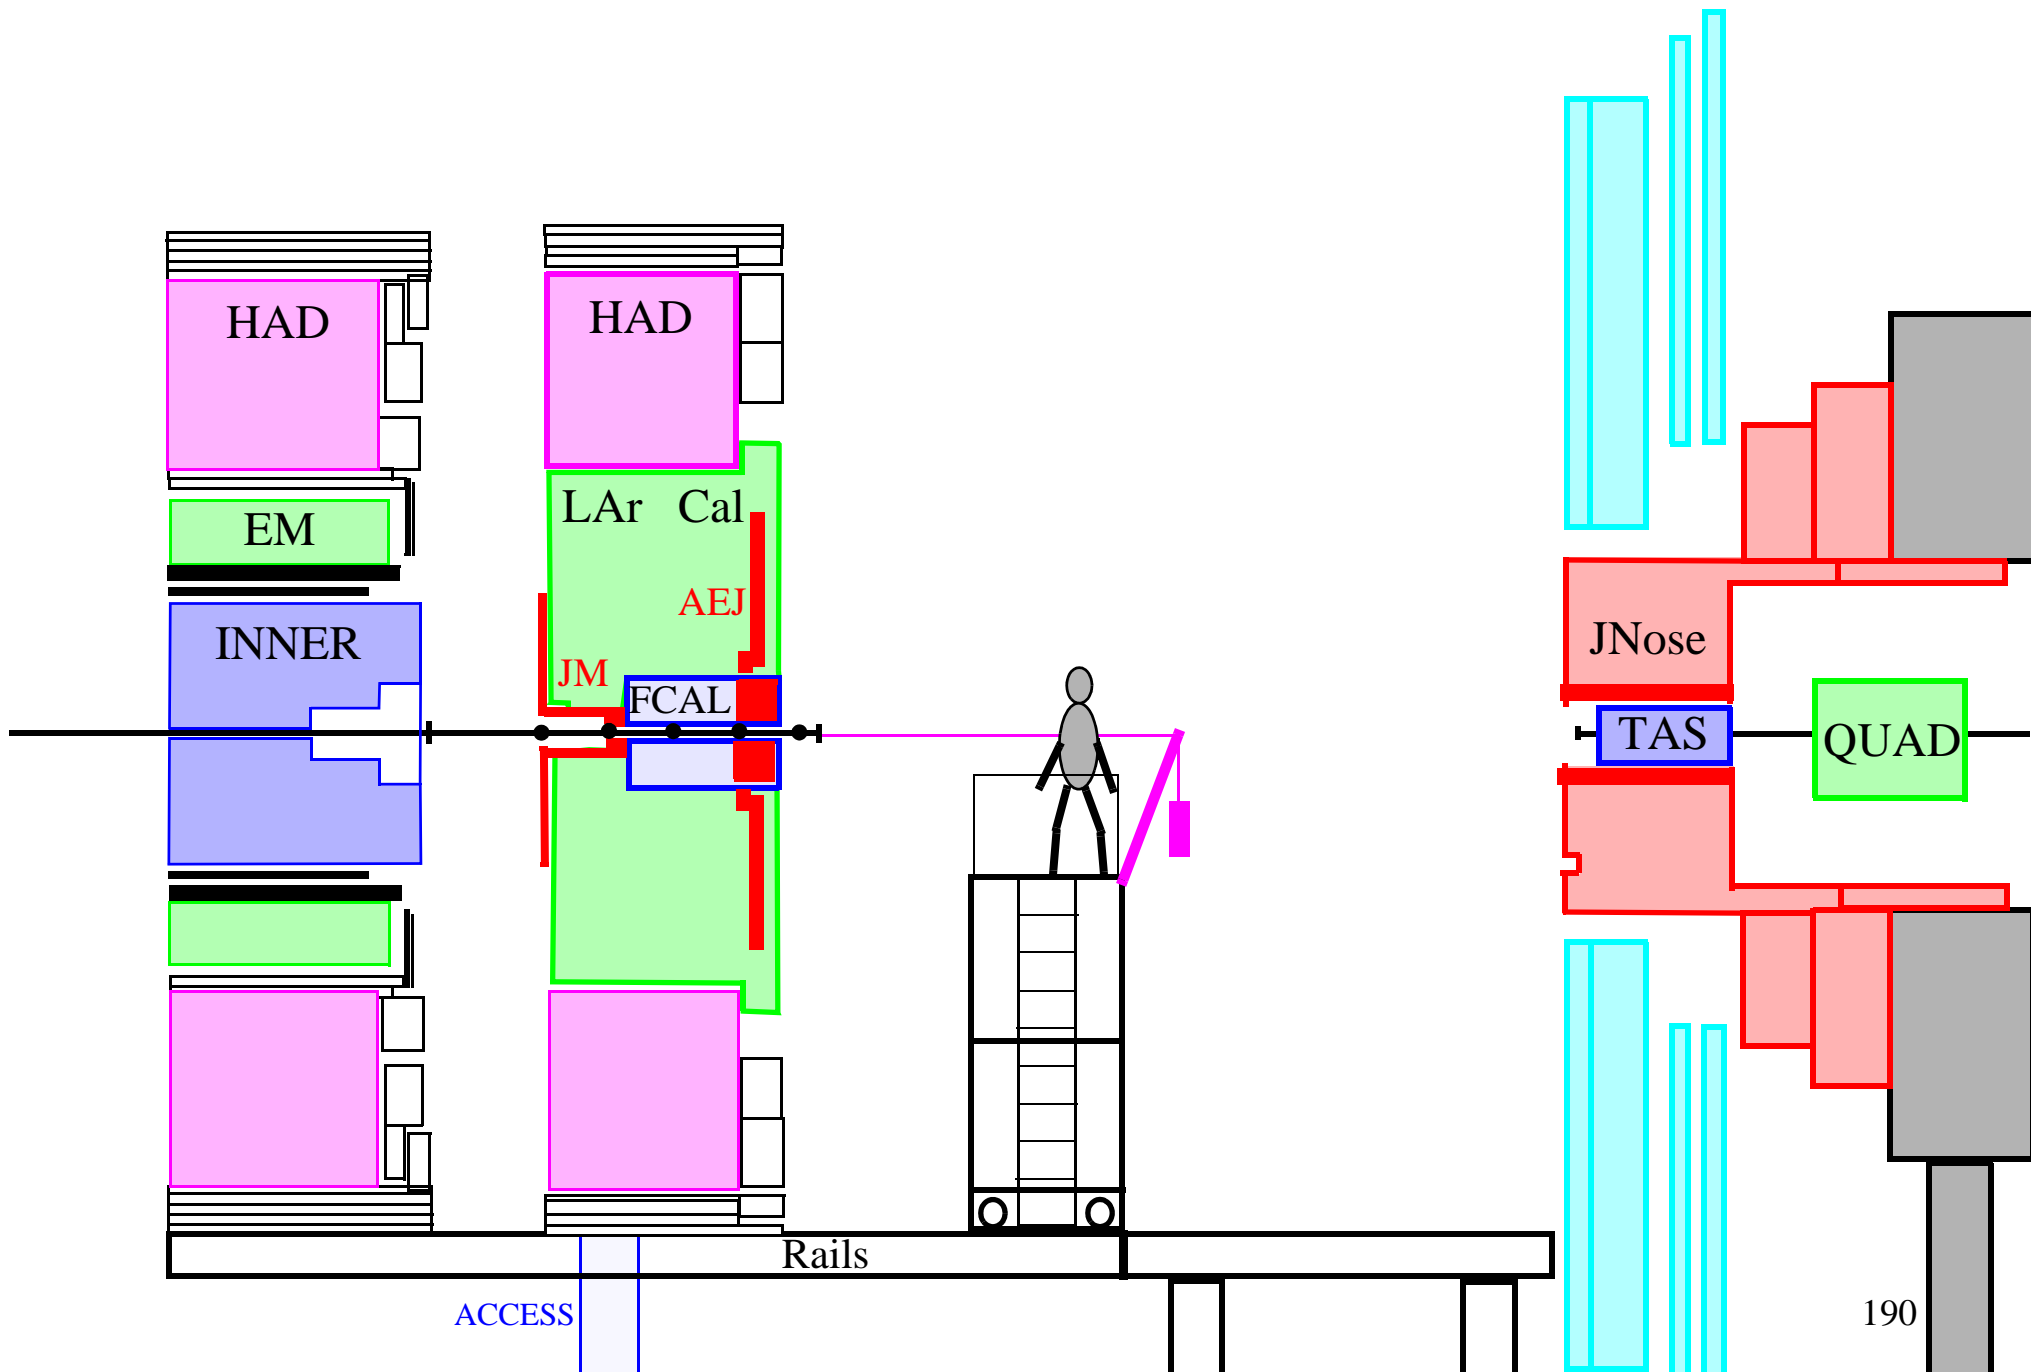 HAD
HAD
LAr Cal
EM
AEJ
INNER
JNose
JM
FCAL
TAS
QUAD
Rails
ACCESS
190